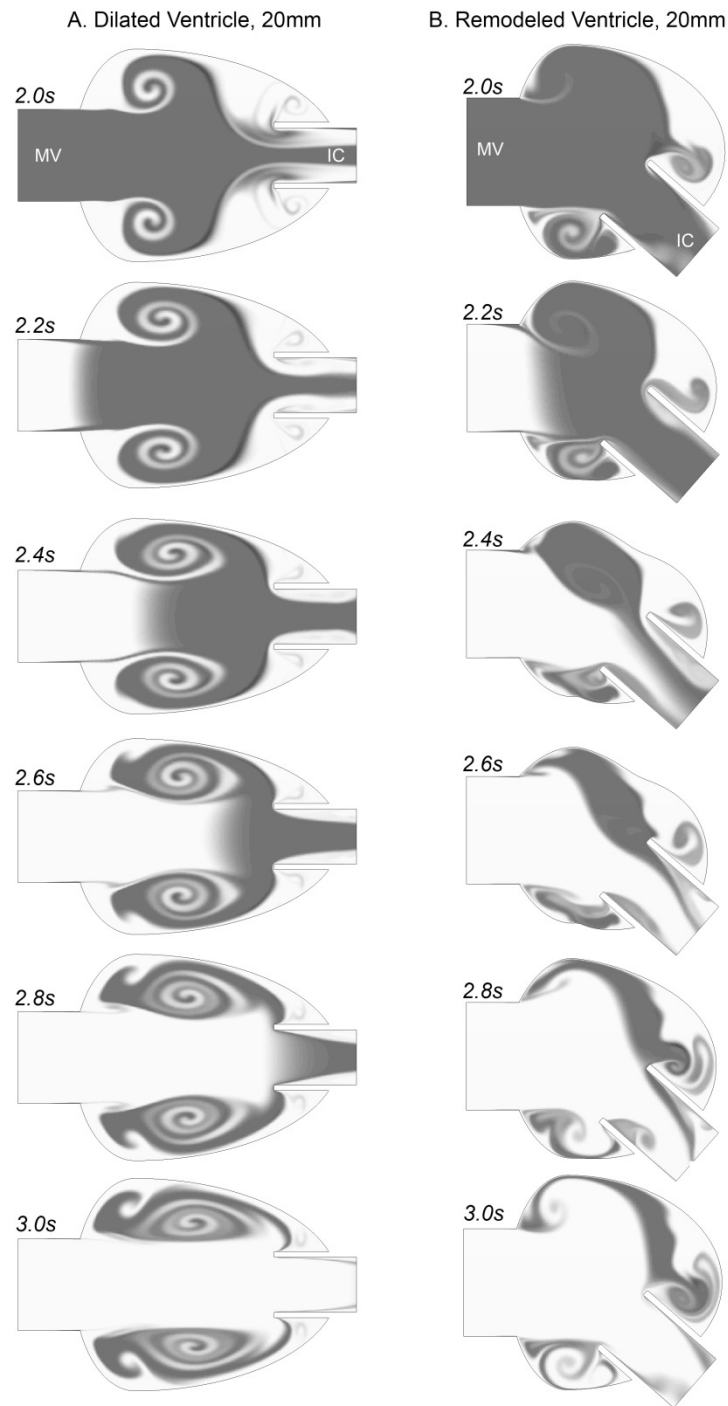 A. Dilated Ventricle, 20mm
B. Remodeled Ventricle, 20mm
2.0s
2.0s
MV
IC
MV
IC
2.2s
2.2s
2.4s
2.4s
2.6s
2.6s
2.8s
2.8s
3.0s
3.0s